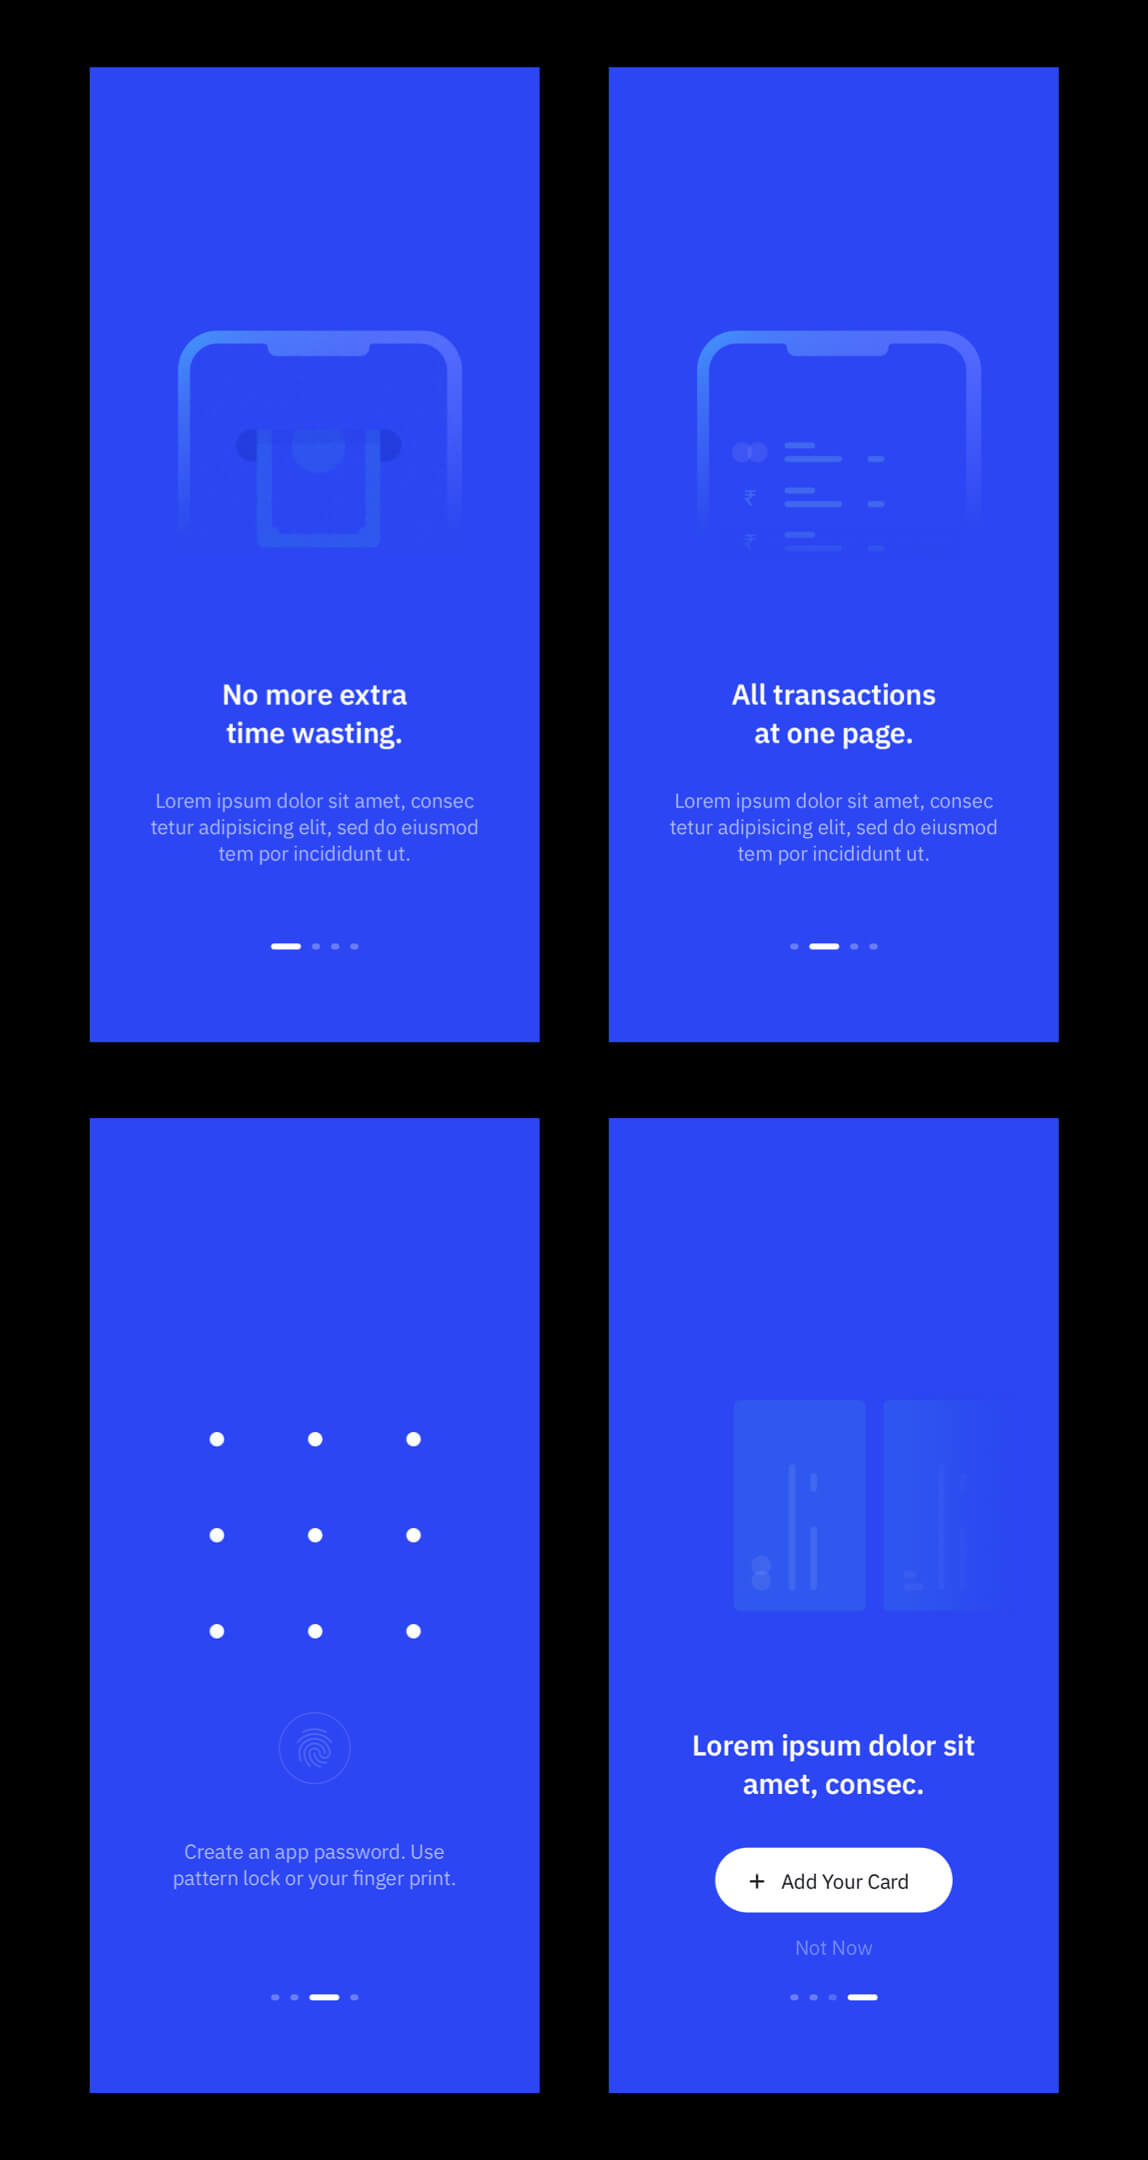 ₹
₹
No more extra
time wasting.
Lorem ipsum dolor sit amet, consec
tetur adipisicing elit, sed do eiusmod
tem por incididunt ut.
All transactions
at one page.
Lorem ipsum dolor sit amet, consec
tetur adipisicing elit, sed do eiusmod
tem por incididunt ut.
Create an app password. Use
pattern lock or your finger print.
Lorem ipsum dolor sit
amet, consec.
+ Add Your Card
Not Now